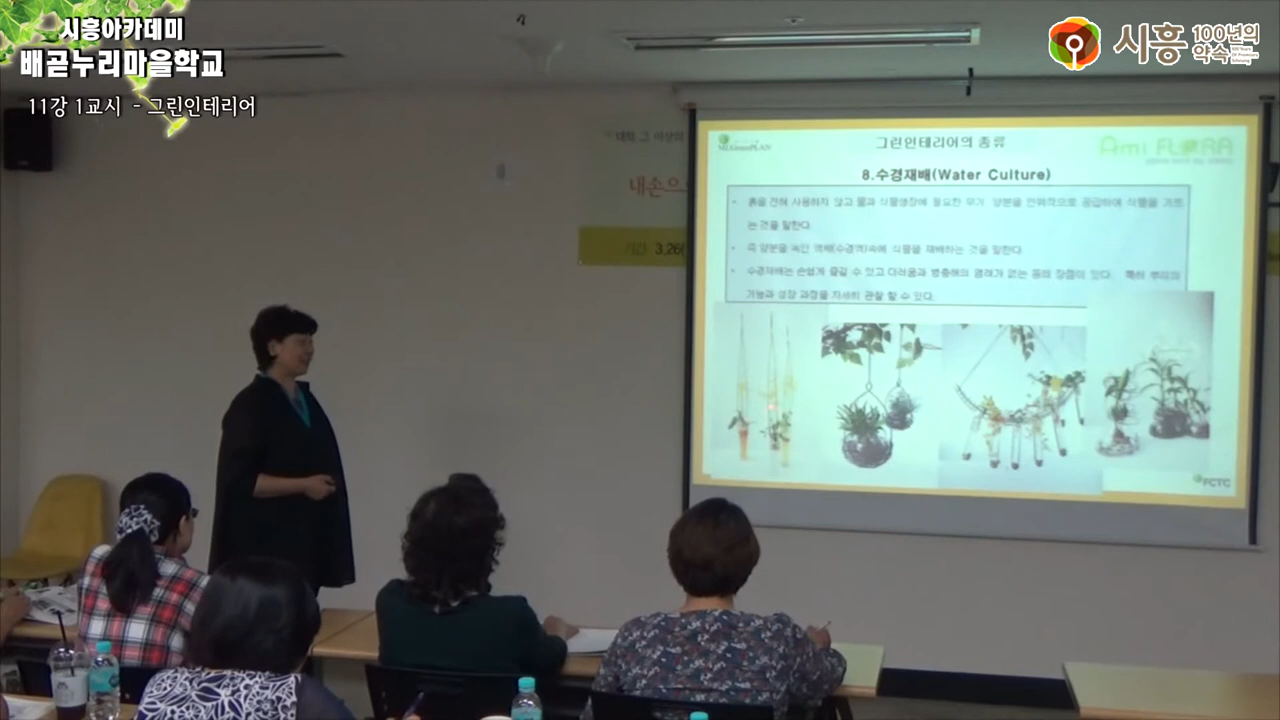 시흥아카데미
배곧누리마을학교
11강 1교시 - 그린인테리어
시흥 100년의 약속
그린인테리어의 종류
Ami FLORA
8.수경재배(Water Culture)
• 흙을 전혀 사용하지 않고 물과 식물생장에 필요한 무기 양분을 인위적으로 공급하여 식물을 키우
는 것을 말한다
• 즉 양분을 녹인 액체(수경액)속에 식물을 재배하는 것을 말한다
• 수경재배는 손쉽게 즐길 수 있고 더러움과 병충해의 염려가 없는 등의 장점이 있다. 특히 뿌리의
기능과 성장 과정을 자세히 관찰 할 수 있다.
FCTC
내손으
기간 3.26(